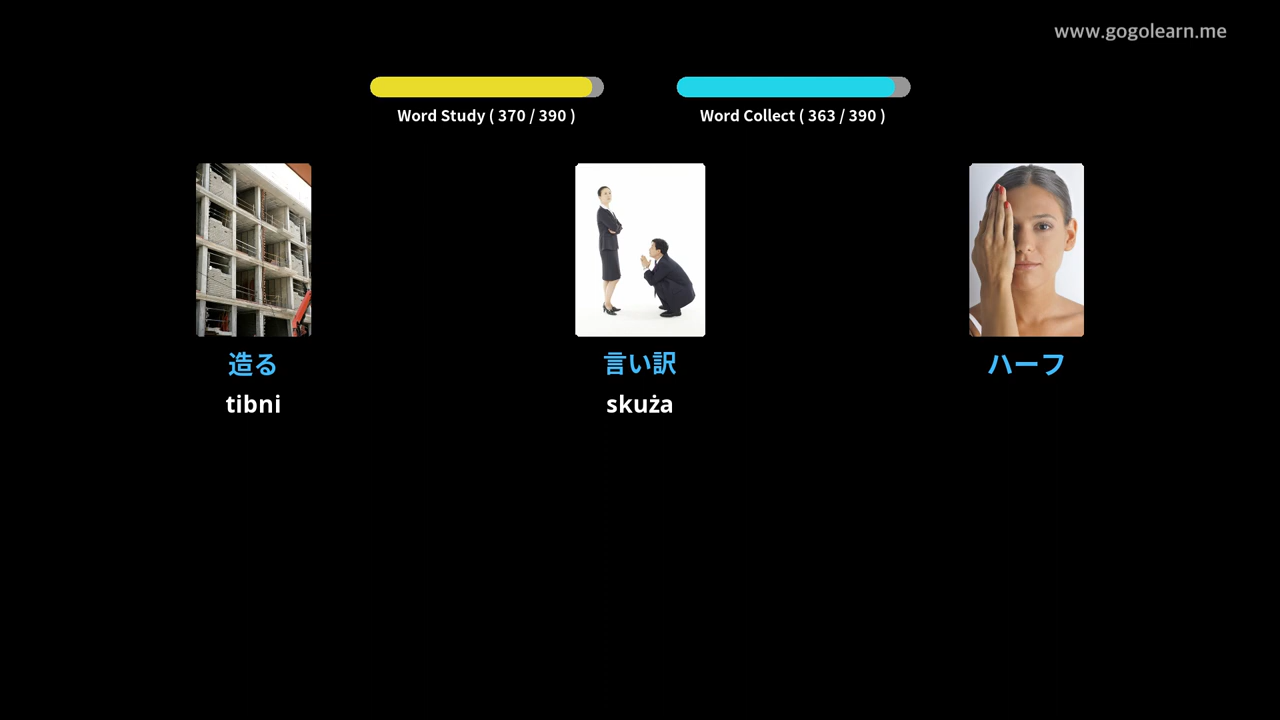 www.gogolearn.me
Word Study ( 370 / 390 )
Word Collect ( 363 / 390 )
造る
言い訳
ハーフ
tibni
skuża